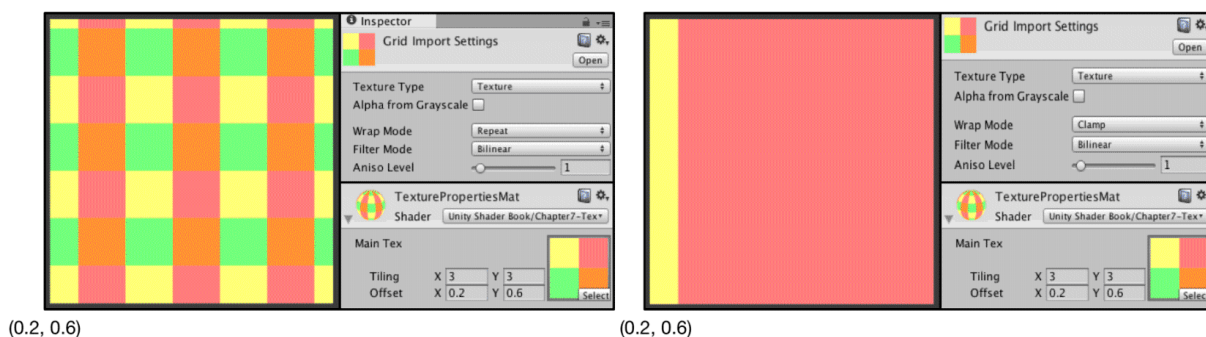 Inspector
Grid Import Settings
Open
Texture Type Texture
Alpha from Grayscale
Wrap Mode Repeat
Filter Mode Bilinear
Aniso Level 1
TexturePropertiesMat
Shader Unity Shader Book/Chapter7-Tex
Main Tex
Tiling X 3 Y 3
Offset X 0.2 Y 0.6
Select
(0.2, 0.6)
Grid Import Settings
Open
Texture Type Texture
Alpha from Grayscale
Wrap Mode Clamp
Filter Mode Bilinear
Aniso Level 1
TexturePropertiesMat
Shader Unity Shader Book/Chapter7-Tex
Main Tex
Tiling X 3 Y 3
Offset X 0.2 Y 0.6
Selec
(0.2, 0.6)